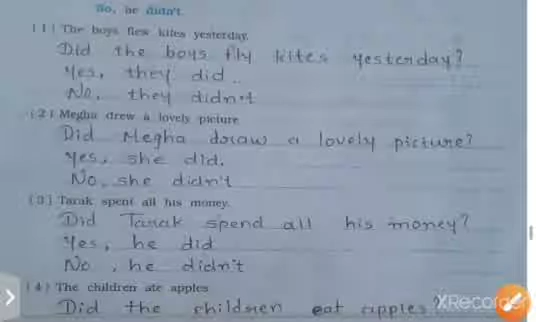 No, he didn't.
(1) The boys flew kites yesterday.
Did the boys fly kites yesterday?
Yes, they did..
No, they didn't
(2) Megha drew a lovely picture
Did Megha draw a lovely picture?
Yes, she did.
No, she didn't
(3) Tarak spent all his money.
Did Tarak spend all his money?
Yes, he did
No, he didn't
(4) The children ate apples
Did the children eat apples?
XRecorder